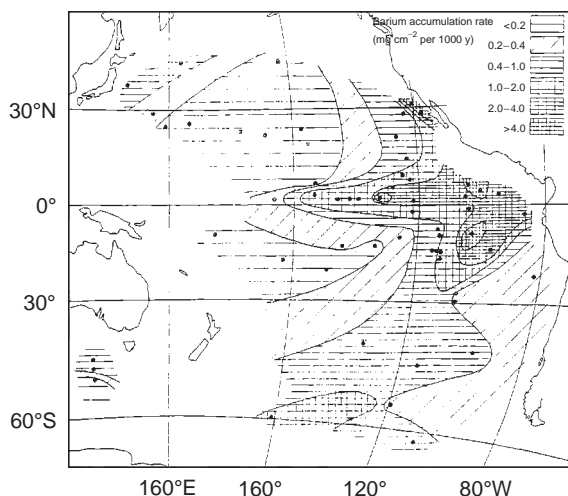 Barium accumulation rate
(mg cm⁻² per 1000 y)
<0.2
0.2–0.4
0.4–1.0
1.0–2.0
2.0–4.0
>4.0
30°N
0°
30°S
60°S
160°E
160°
120°
80°W